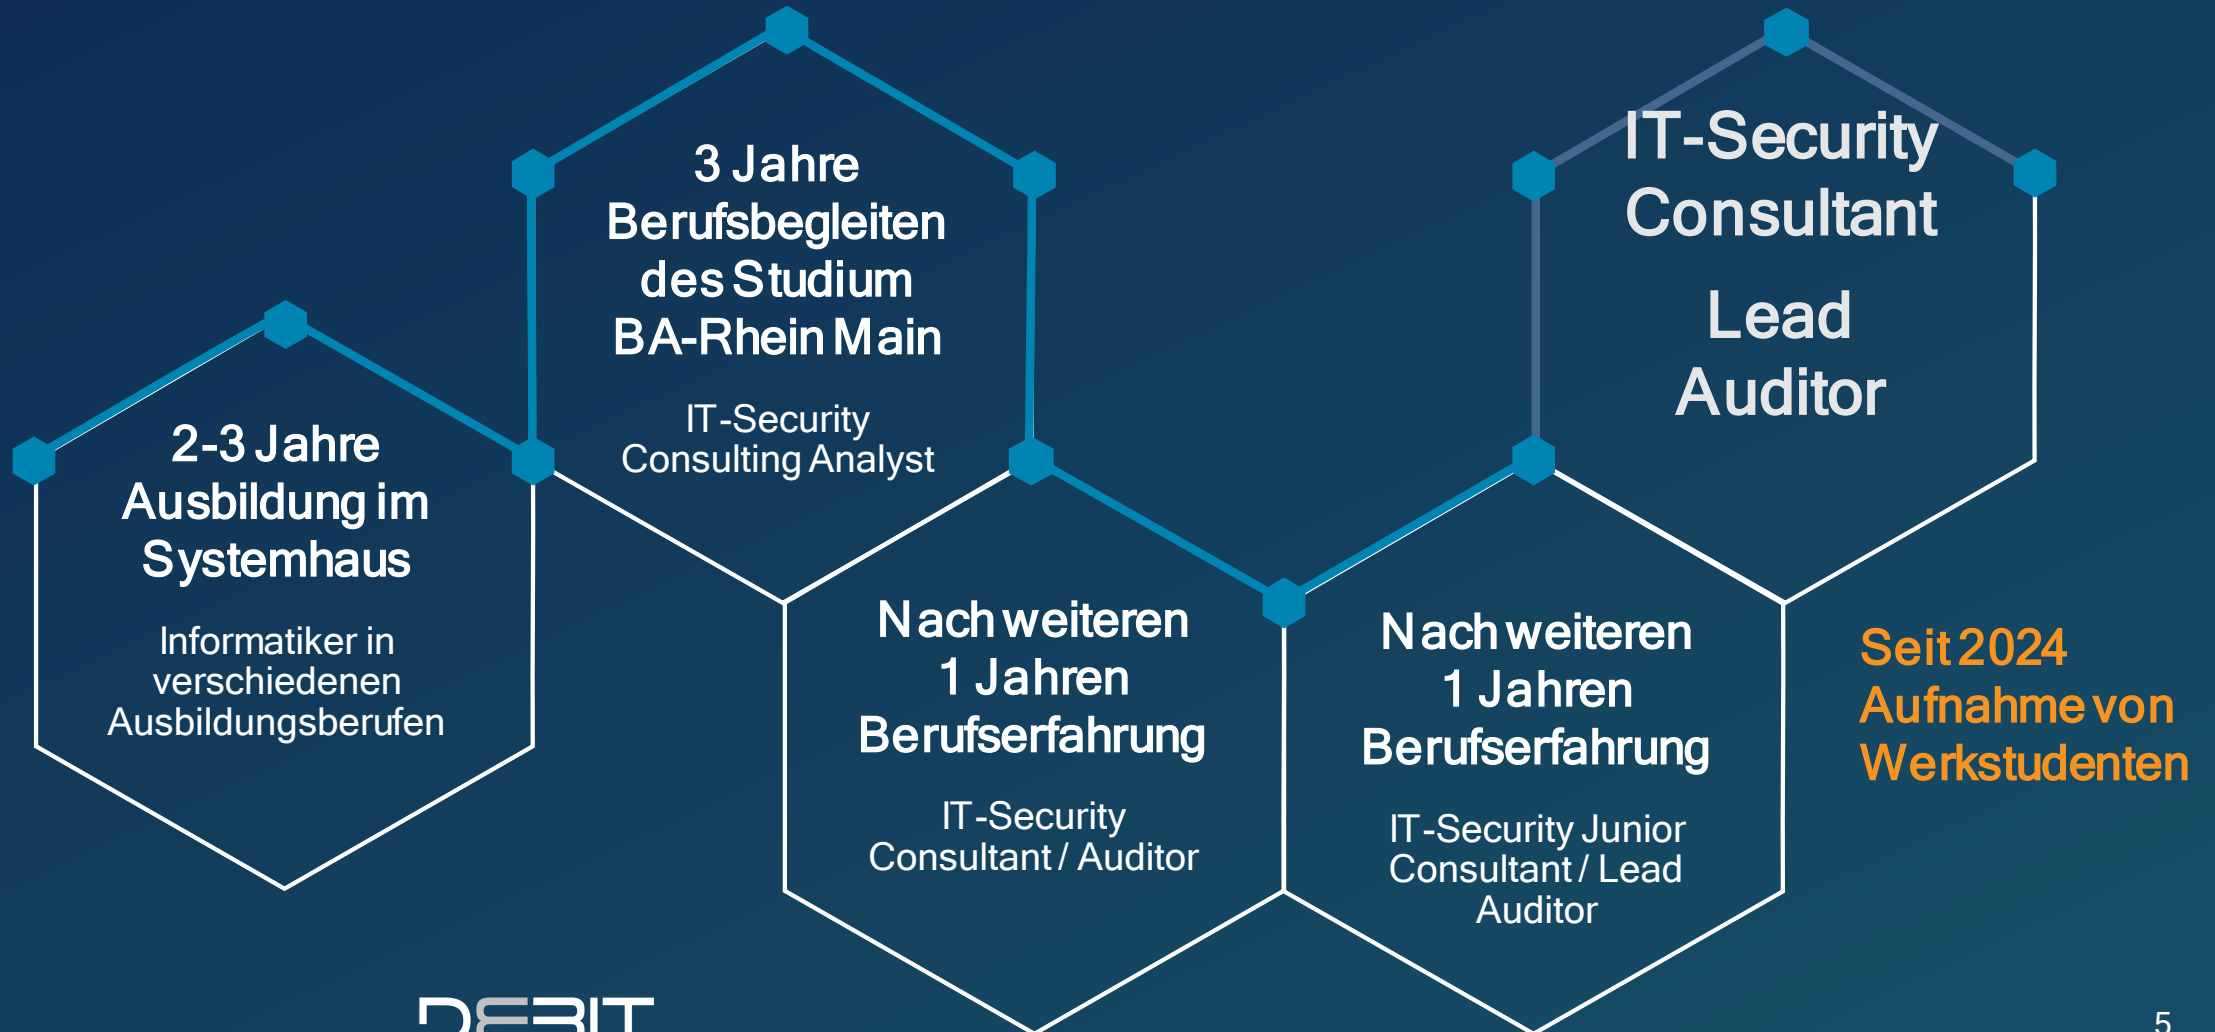 2-3 Jahre
Ausbildung im
Systemhaus
Informatiker in
verschiedenen
Ausbildungsberufen
3 Jahre
Berufsbegleiten
des Studium
BA-Rhein Main
IT-Security
Consulting Analyst
Nach weiteren
1 Jahren
Berufserfahrung
IT-Security
Consultant / Auditor
Nach weiteren
1 Jahren
Berufserfahrung
IT-Security Junior
Consultant / Lead
Auditor
IT-Security
Consultant
Lead
Auditor
Seit 2024
Aufnahme von
Werkstudenten
5